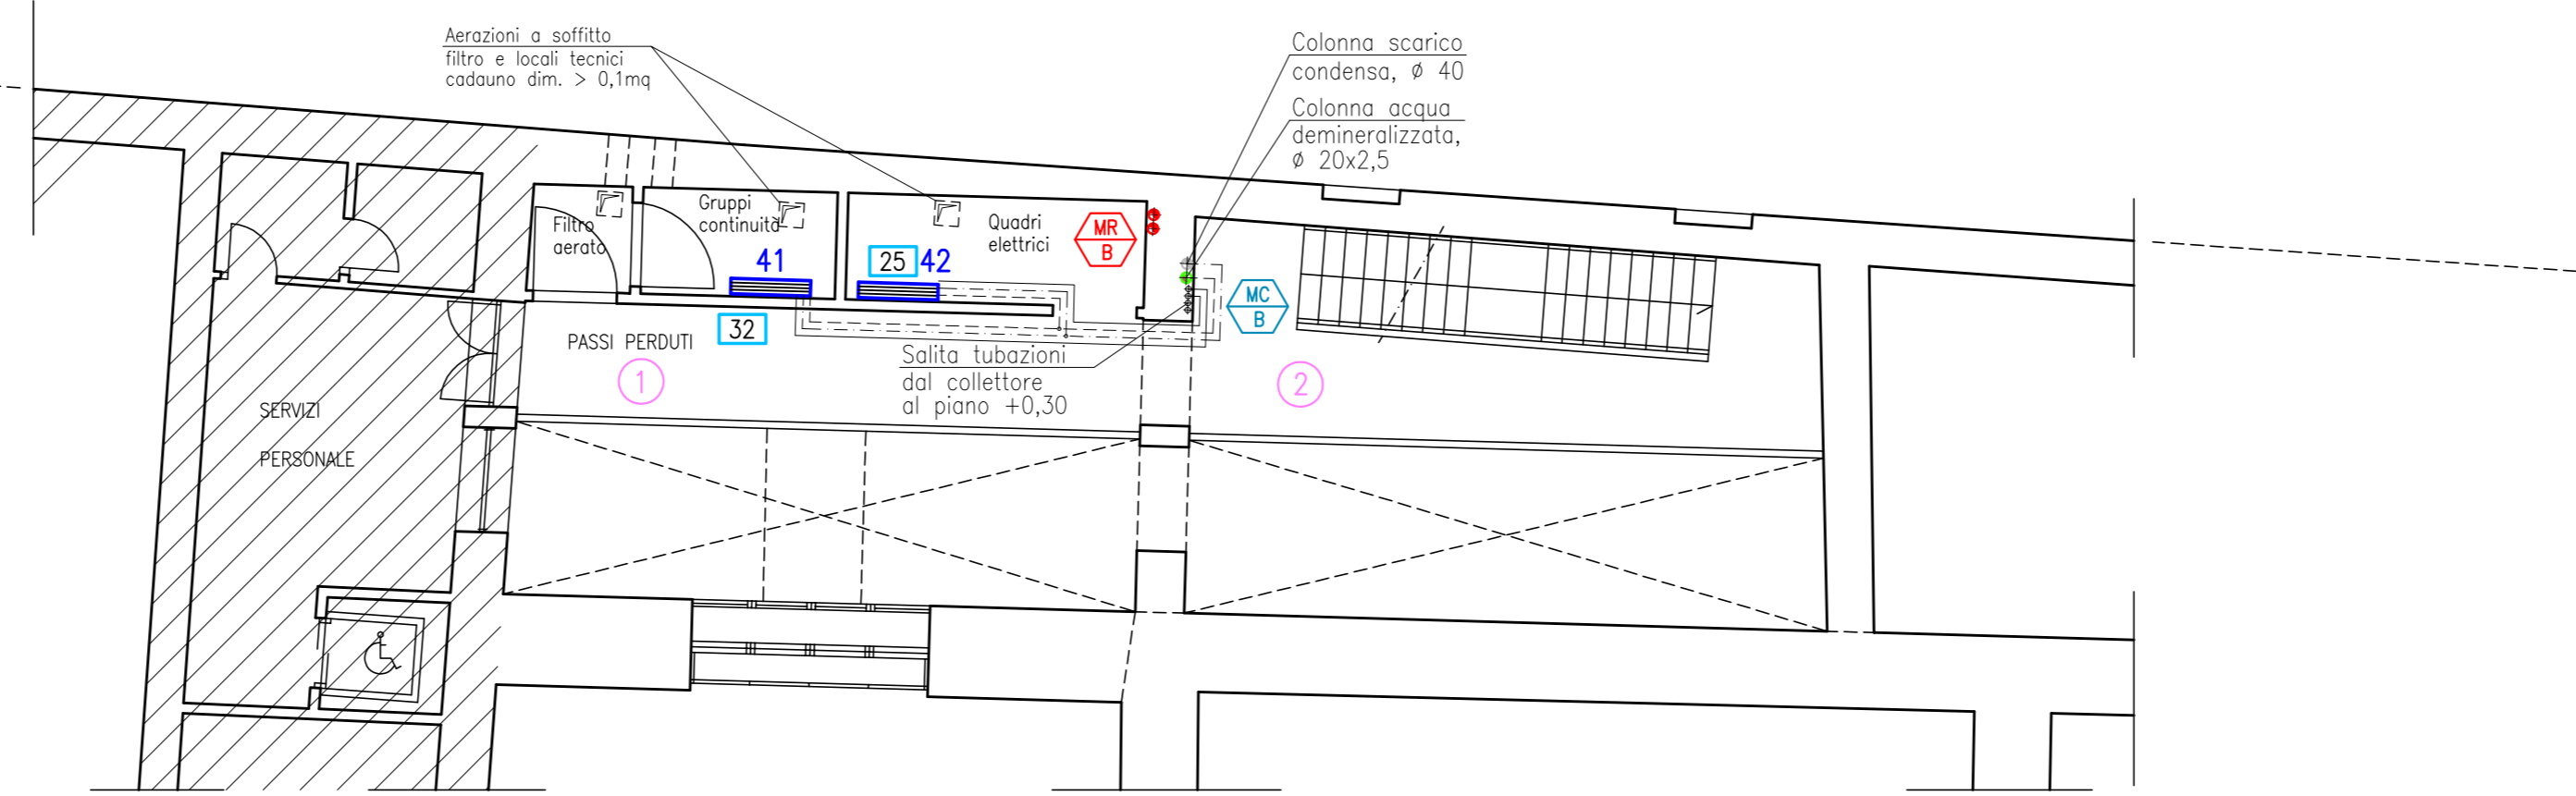 Aerazioni a soffitto
filtro e locali tecnici
cadauno dim. > 0,1mq
Colonna scarico
condensa, ø 40
Colonna acqua
demineralizzata,
ø 20x2,5
Filtro
aerato
Gruppi
continuità
41
25 42
Quadri
elettrici
MR
B
MC
B
32
PASSI PERDUTI
1
Salita tubazioni
dal collettore
al piano +0,30
2
SERVIZI
PERSONALE